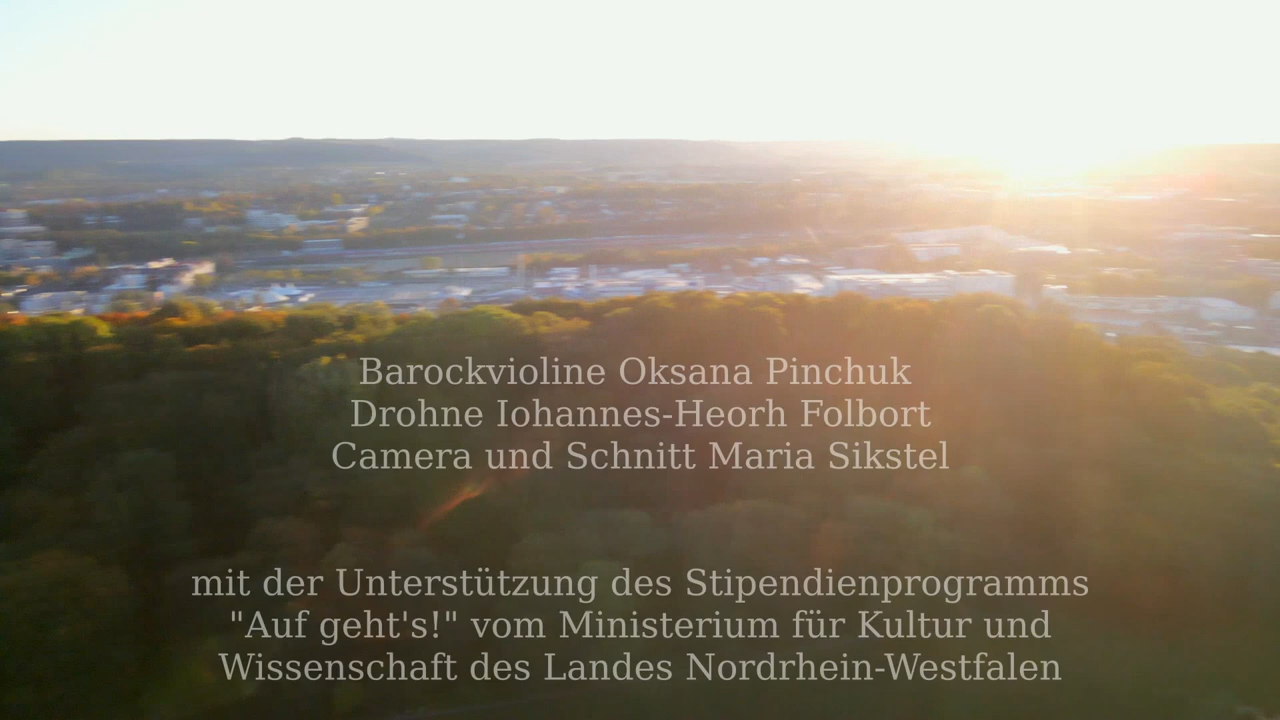 Barockvioline Oksana Pinchuk
Drohne Iohannes-Heorh Folbort
Camera und Schnitt Maria Sikstel
mit der Unterstützung des Stipendienprogramms
"Auf geht's!" vom Ministerium für Kultur und
Wissenschaft des Landes Nordrhein-Westfalen